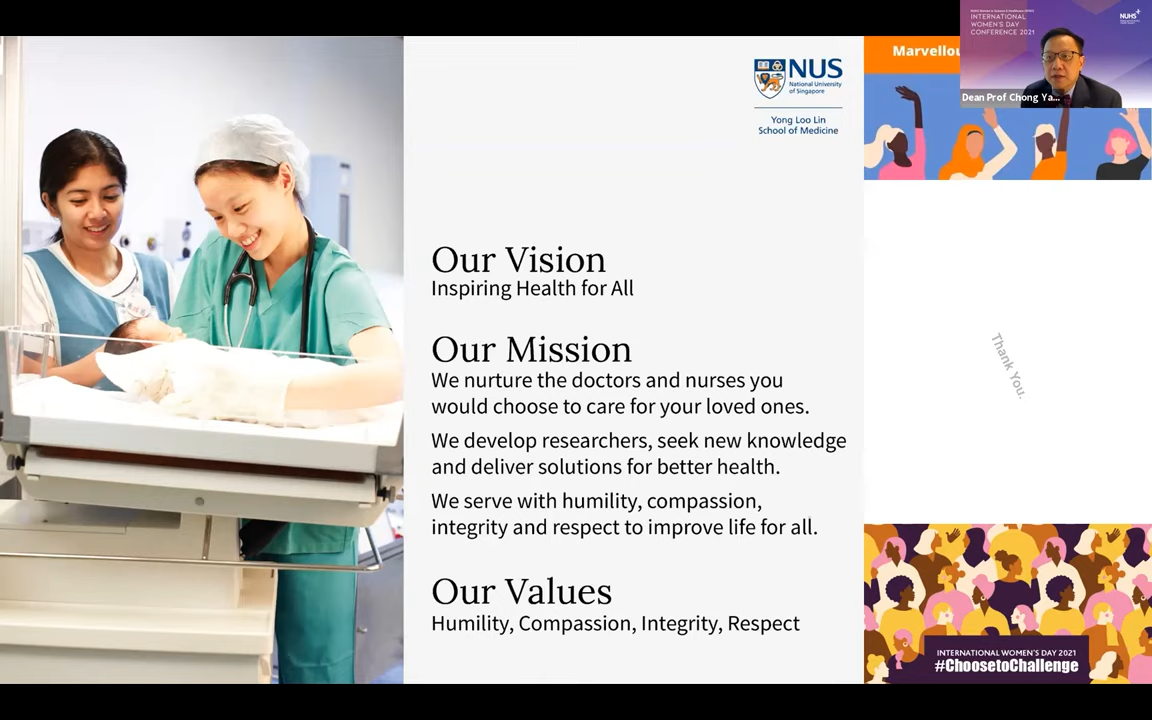 NUS
National University
of Singapore
Yong Loo Lin
School of Medicine
Our Vision
Inspiring Health for All
Our Mission
We nurture the doctors and nurses you
would choose to care for your loved ones.
We develop researchers, seek new knowledge
and deliver solutions for better health.
We serve with humility, compassion,
integrity and respect to improve life for all.
Our Values
Humility, Compassion, Integrity, Respect
INTERNATIONAL
WOMEN'S DAY
CONFERENCE 2021
NUHS
Dean Prof Chong Ya...
Thank You.
INTERNATIONAL WOMEN'S DAY 2021
#ChoosetoChallenge